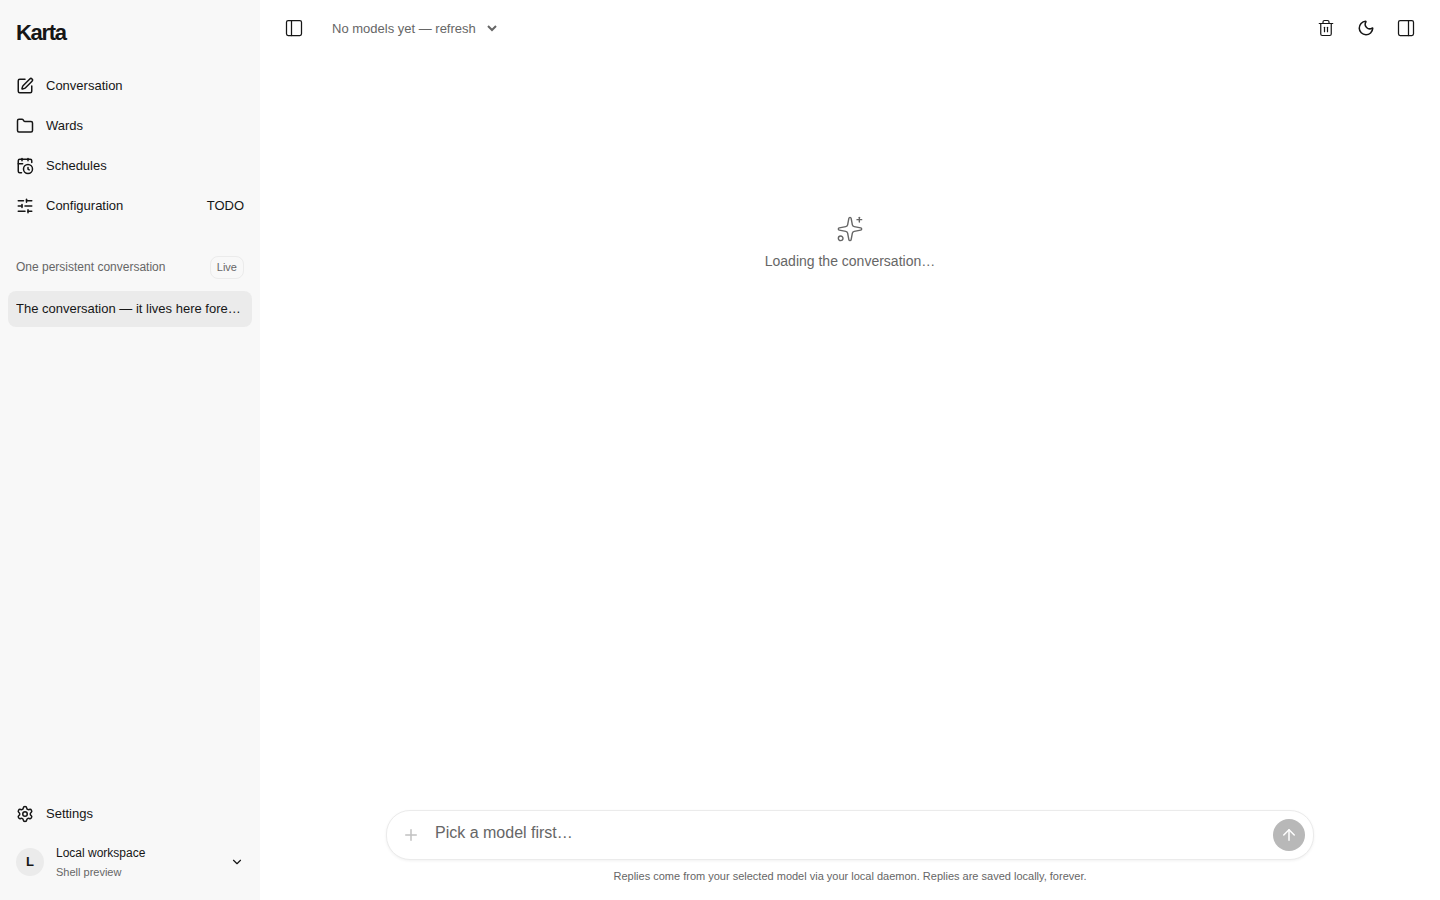 Karta
Conversation
Wards
Schedules
Configuration TODO
One persistent conversation Live
The conversation — it lives here fore…
Settings
L
Local workspace
Shell preview
No models yet — refresh
Loading the conversation…
Pick a model first…
Replies come from your selected model via your local daemon. Replies are saved locally, forever.